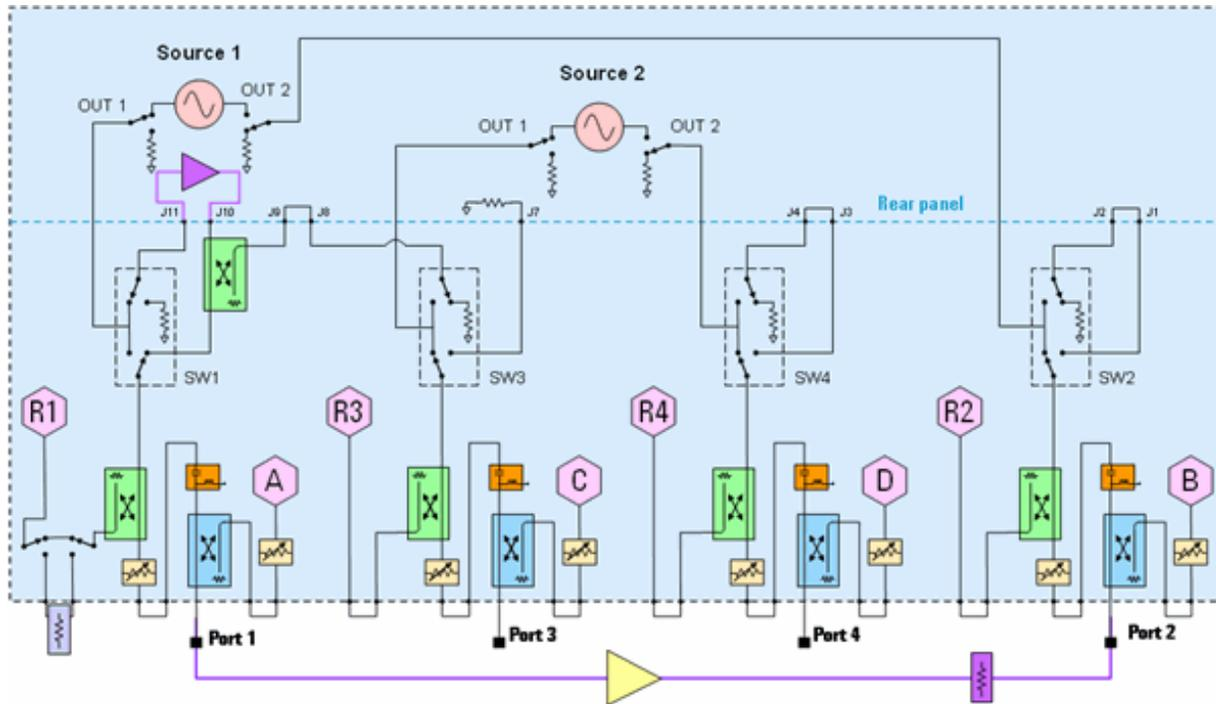 Source 1
Source 2
OUT 1
OUT 2
OUT 1
OUT 2
J11
J10
J9
J8
J7
J4
J3
Rear panel
J2
J1
SW1
SW3
SW4
SW2
R1
R3
R4
R2
A
C
D
B
Port 1
Port 3
Port 4
Port 2